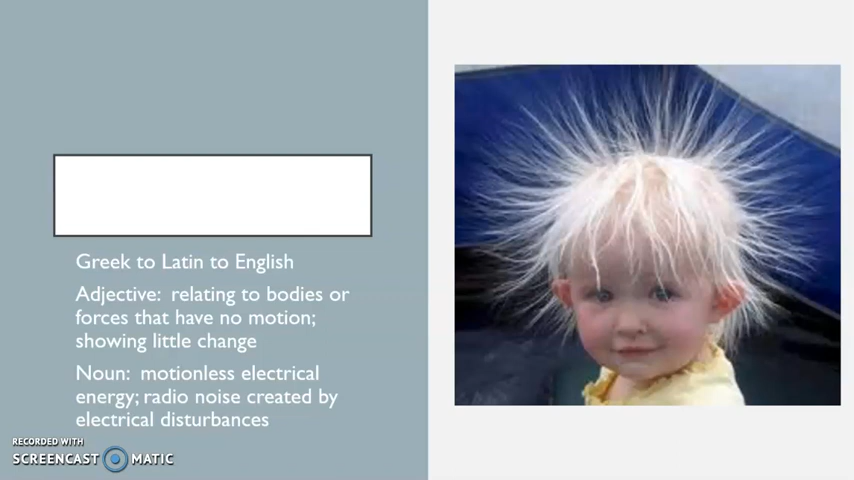 Greek to Latin to English
Adjective:  relating to bodies or
forces that have no motion;
showing little change
Noun:  motionless electrical
energy; radio noise created by
electrical disturbances
RECORDED WITH
SCREENCAST MATIC